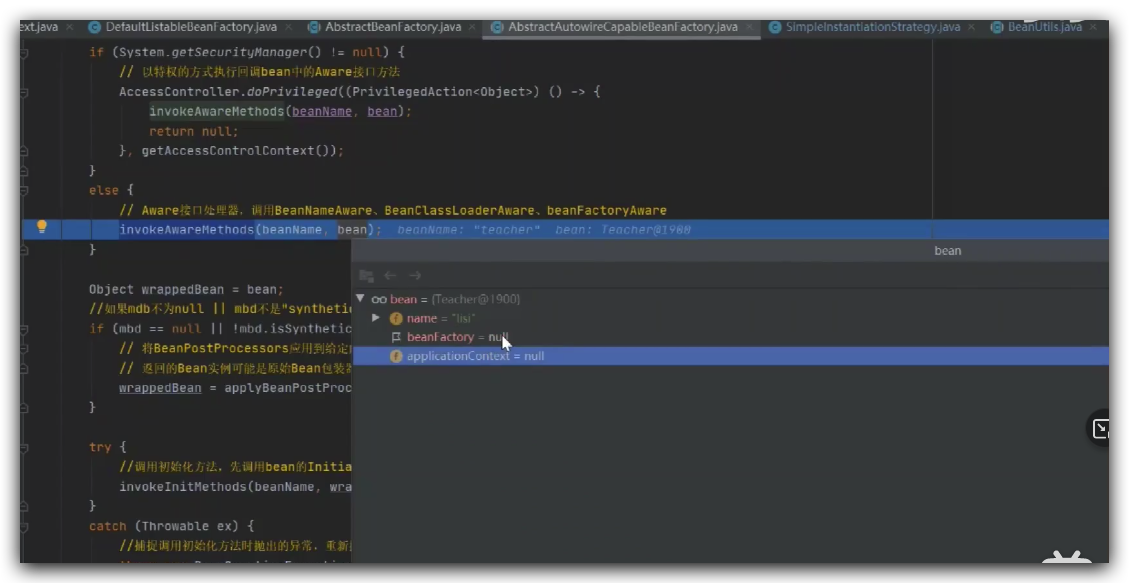 ext.java × DefaultListableBeanFactory.java × AbstractBeanFactory.java × AbstractAutowireCapableBeanFactory.java × SimpleInstantiationStrategy.java × BeanUtils.java ×
if (System.getSecurityManager() != null) {
// 以特权的方式执行回调bean中的Aware接口方法
AccessController.doPrivileged((PrivilegedAction<Object>) () -> {
invokeAwareMethods(beanName, bean);
return null;
}, getAccessControlContext());
}
else {
// Aware接口处理器，调用BeanNameAware、BeanClassLoaderAware、beanFactoryAware
invokeAwareMethods(beanName, bean); beanName: "teacher" bean: Teacher@1900
}
bean
Object wrappedBean = bean;
bean = {Teacher@1900}
//如果mdb不为null || mbd不是"syntheti
name = "lisi"
if (mbd == null || !mbd.isSynthetic
beanFactory = null
// 将BeanPostProcessors应用到给定
applicationContext = null
// 返回的Bean实例可能是原始Bean包装器
wrappedBean = applyBeanPostProc
}
try {
//调用初始化方法，先调用bean的Initia
invokeInitMethods(beanName, wra
}
catch (Throwable ex) {
//捕捉调用初始化方法时抛出的异常，重新